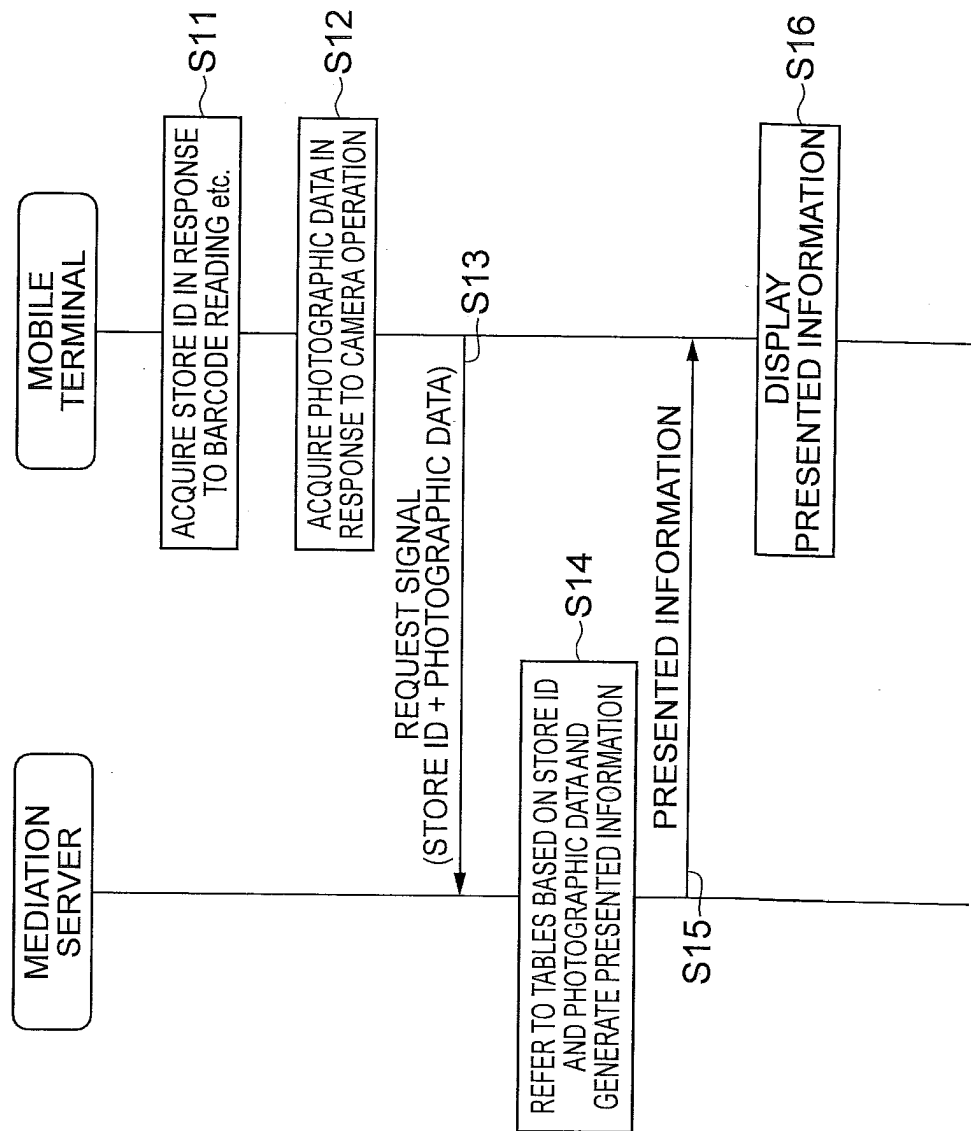 MEDIATION
SERVER
MOBILE
TERMINAL
ACQUIRE STORE ID IN RESPONSE
TO BARCODE READING etc.
S11
ACQUIRE PHOTOGRAPHIC DATA IN
RESPONSE TO CAMERA OPERATION
S12
REQUEST SIGNAL
(STORE ID + PHOTOGRAPHIC DATA)
S13
REFER TO TABLES BASED ON STORE ID
AND PHOTOGRAPHIC DATA AND
GENERATE PRESENTED INFORMATION
S14
PRESENTED INFORMATION
S15
DISPLAY
PRESENTED INFORMATION
S16